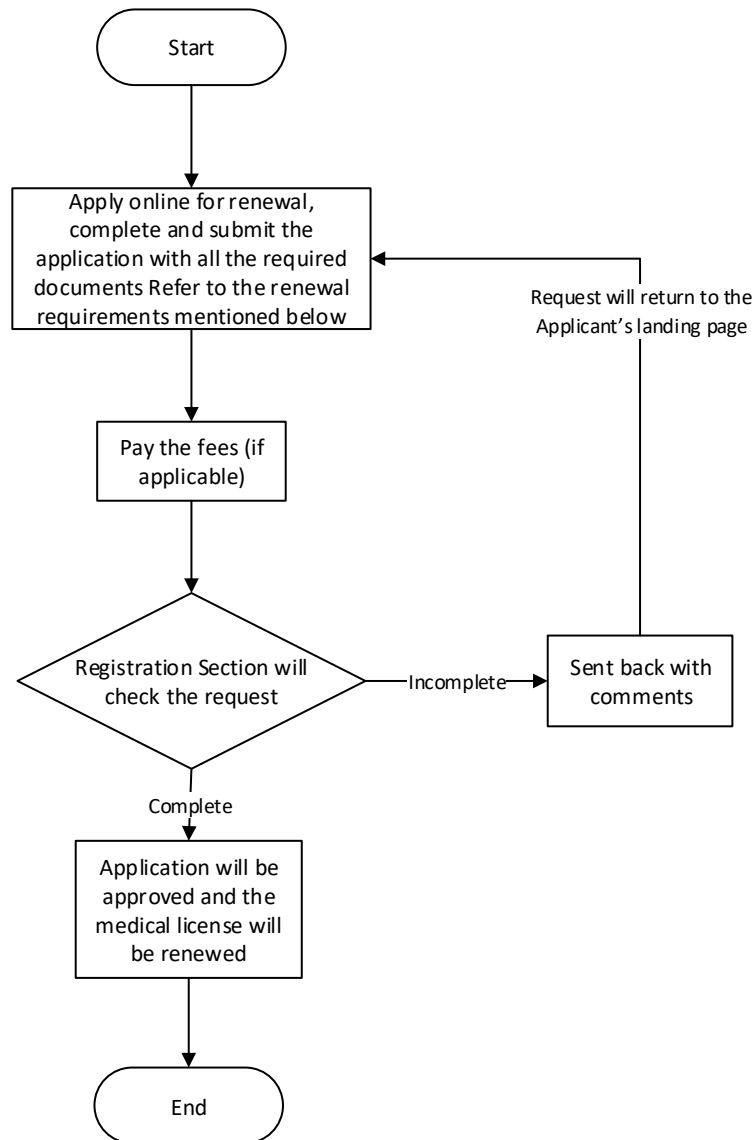 Start
Apply online for renewal,
complete and submit the
application with all the required
documents Refer to the renewal
requirements mentioned below
Request will return to the
Applicant’s landing page
Pay the fees (if
applicable)
Registration Section will
check the request
Incomplete
Sent back with
comments
Complete
Application will be
approved and the
medical license will
be renewed
End